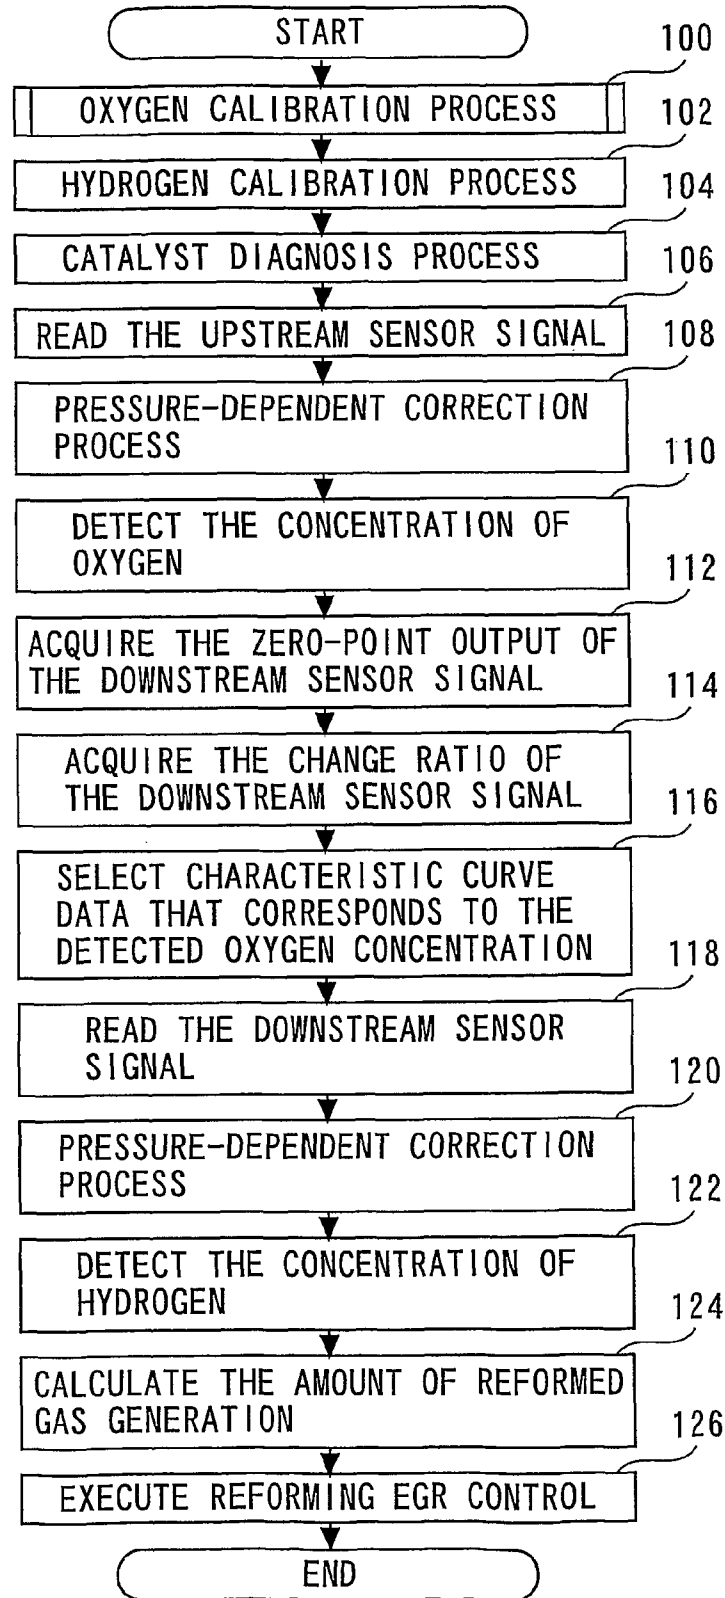 START
100
OXYGEN CALIBRATION PROCESS
102
HYDROGEN CALIBRATION PROCESS
104
CATALYST DIAGNOSIS PROCESS
106
READ THE UPSTREAM SENSOR SIGNAL
108
PRESSURE-DEPENDENT CORRECTION
PROCESS
110
DETECT THE CONCENTRATION OF
OXYGEN
112
ACQUIRE THE ZERO-POINT OUTPUT OF
THE DOWNSTREAM SENSOR SIGNAL
114
ACQUIRE THE CHANGE RATIO OF
THE DOWNSTREAM SENSOR SIGNAL
116
SELECT CHARACTERISTIC CURVE
DATA THAT CORRESPONDS TO THE
DETECTED OXYGEN CONCENTRATION
118
READ THE DOWNSTREAM SENSOR
SIGNAL
120
PRESSURE-DEPENDENT CORRECTION
PROCESS
122
DETECT THE CONCENTRATION OF
HYDROGEN
124
CALCULATE THE AMOUNT OF REFORMED
GAS GENERATION
126
EXECUTE REFORMING EGR CONTROL
END